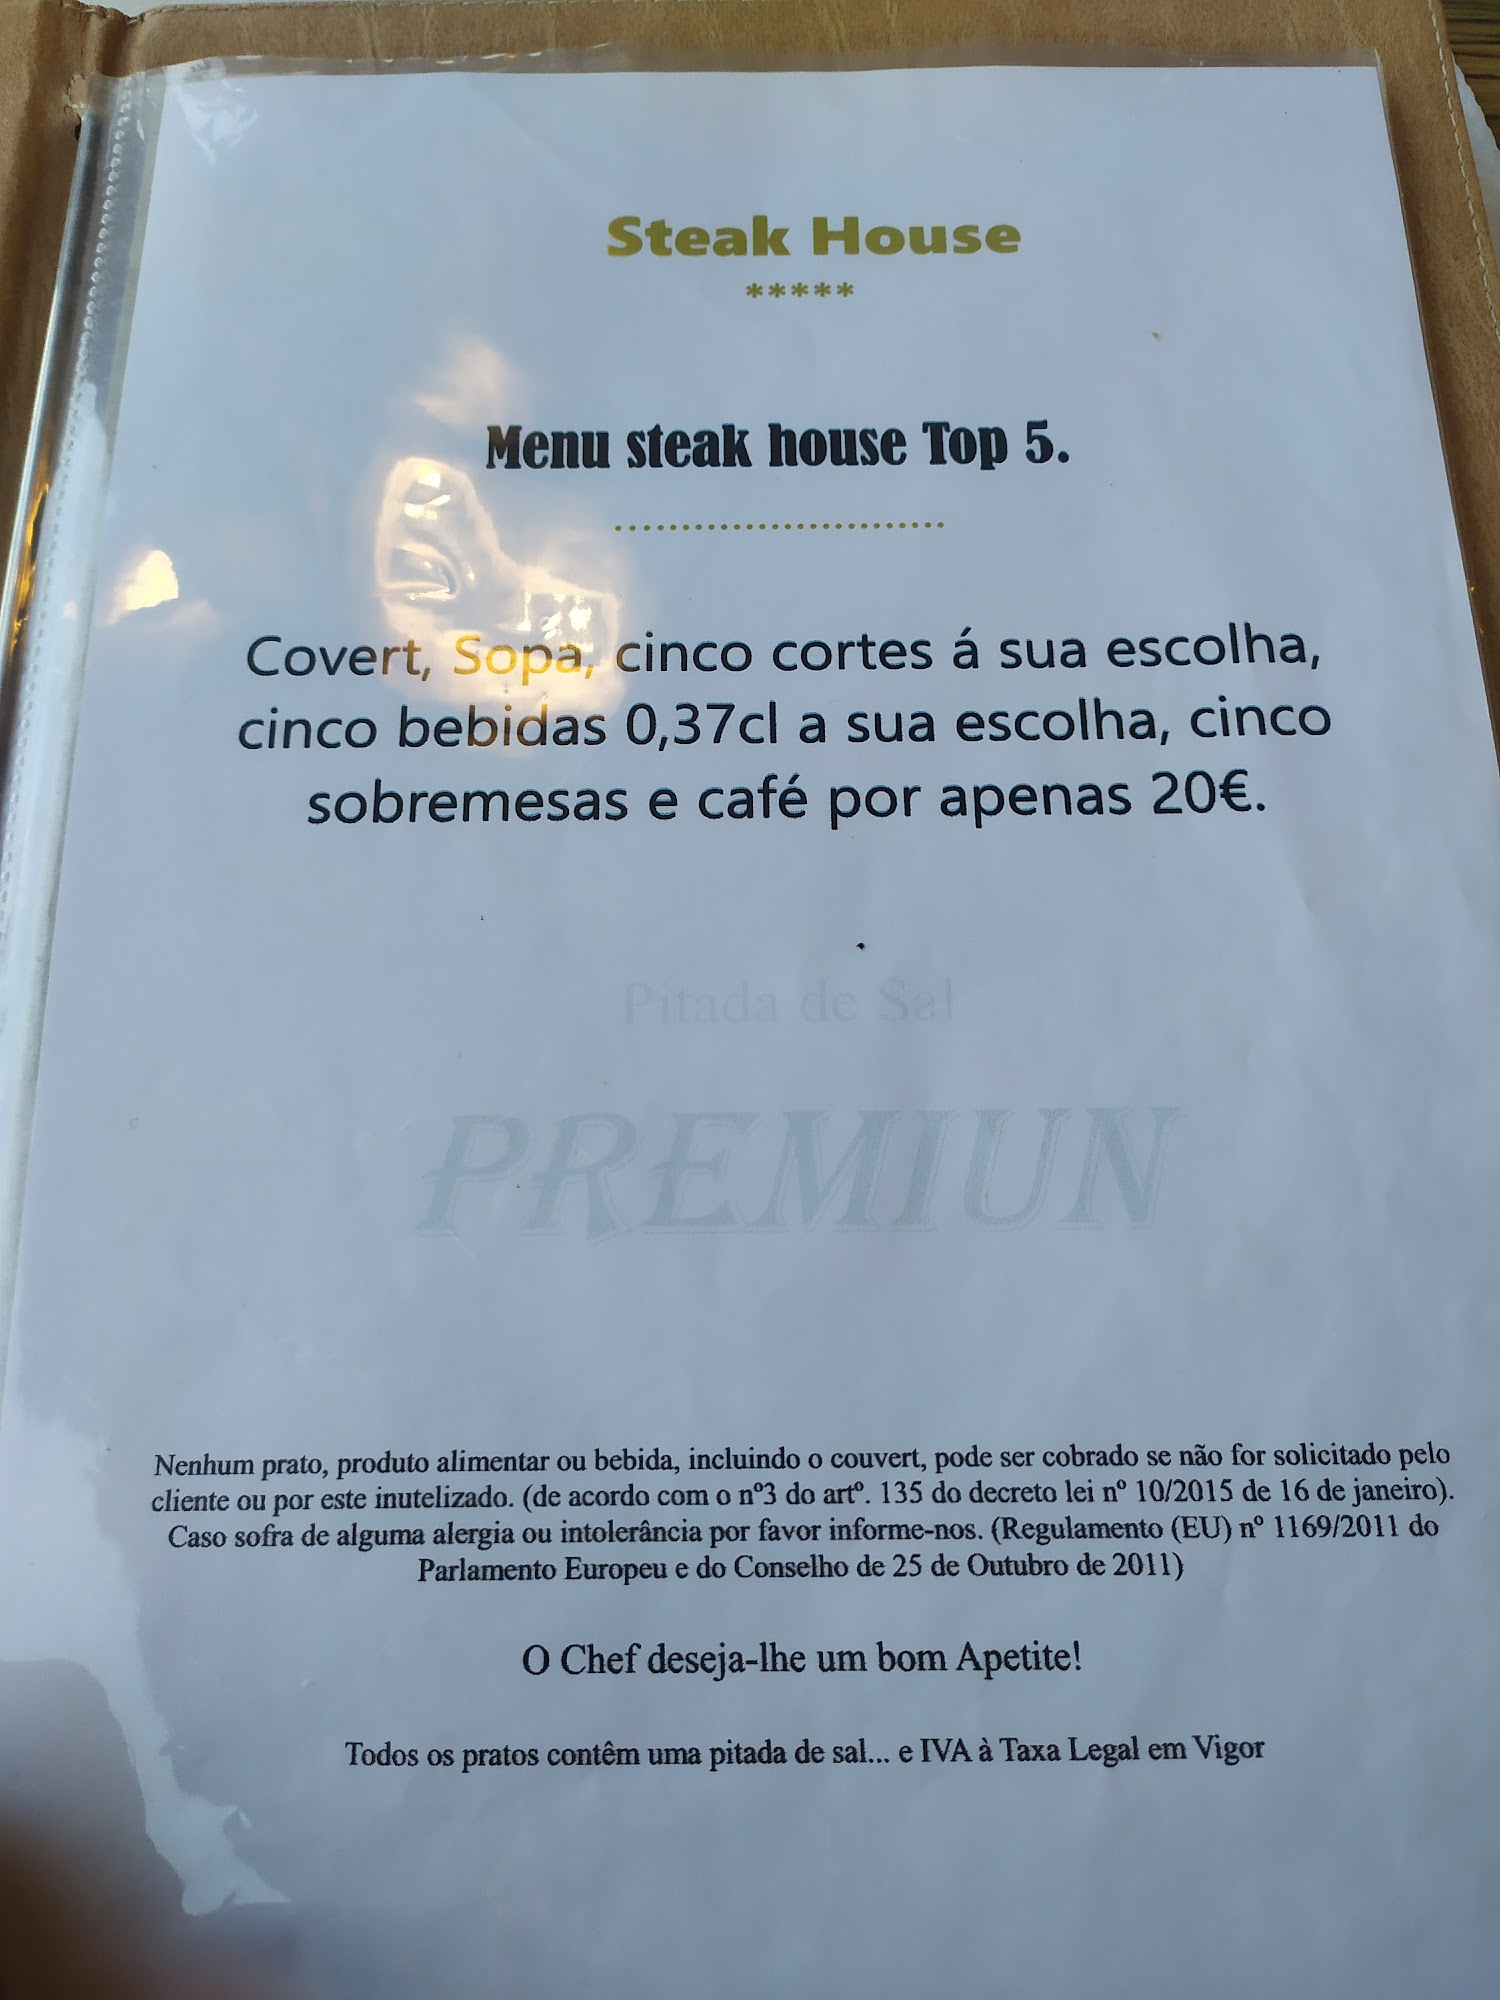 Steak House
*****
Menu steak house Top 5.
.........................
Covert, Sopa, cinco cortes á sua escolha,
cinco bebidas 0,37cl a sua escolha, cinco
sobremesas e café por apenas 20€.
Pitada de Sal
PREMIUN
Nenhum prato, produto alimentar ou bebida, incluindo o couvert, pode ser cobrado se não for solicitado pelo
cliente ou por este inutelizado. (de acordo com o nº3 do artº. 135 do decreto lei nº 10/2015 de 16 de janeiro).
Caso sofra de alguma alergia ou intolerância por favor informe-nos. (Regulamento (EU) nº 1169/2011 do
Parlamento Europeu e do Conselho de 25 de Outubro de 2011)
O Chef deseja-lhe um bom Apetite!
Todos os pratos contêm uma pitada de sal... e IVA à Taxa Legal em Vigor